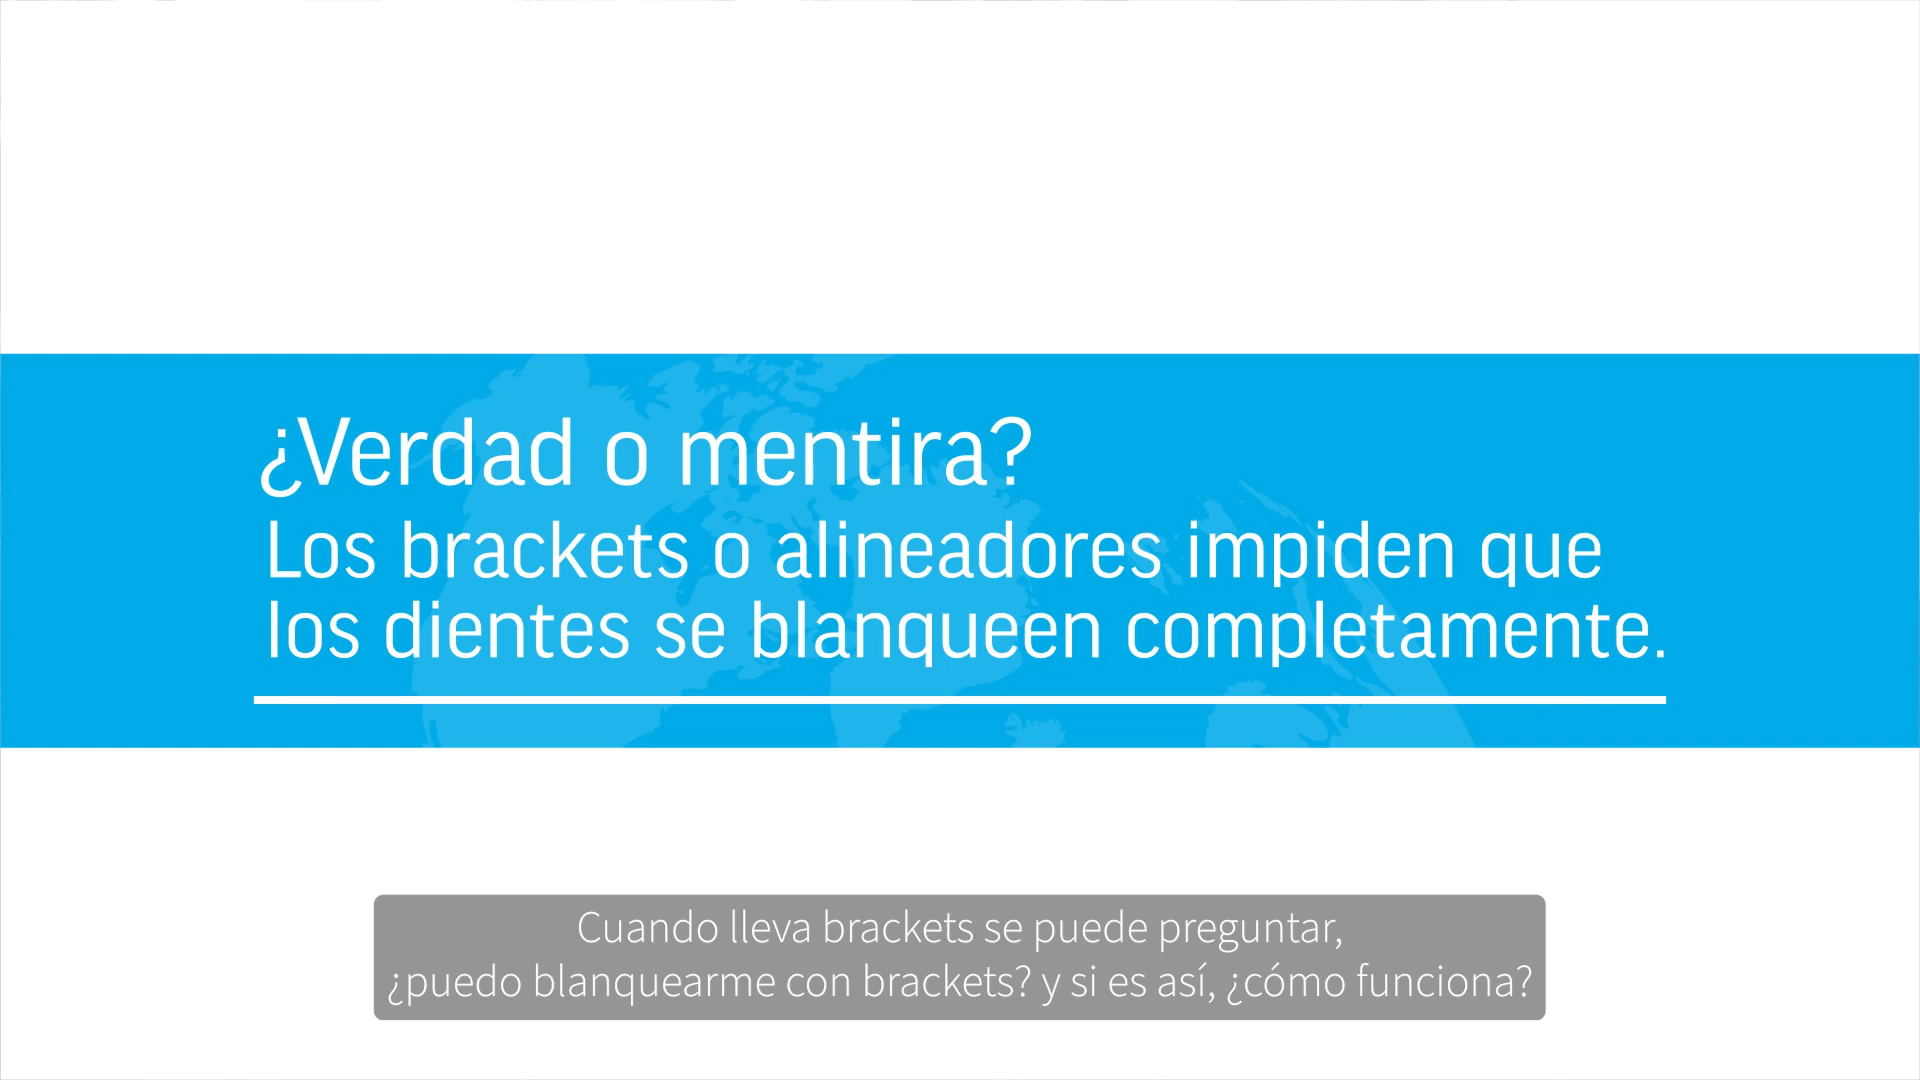 ¿Verdad o mentira?
Los brackets o alineadores impiden que
los dientes se blanqueen completamente.
Cuando lleva brackets se puede preguntar,
¿puedo blanquearme con brackets? y si es así, ¿cómo funciona?